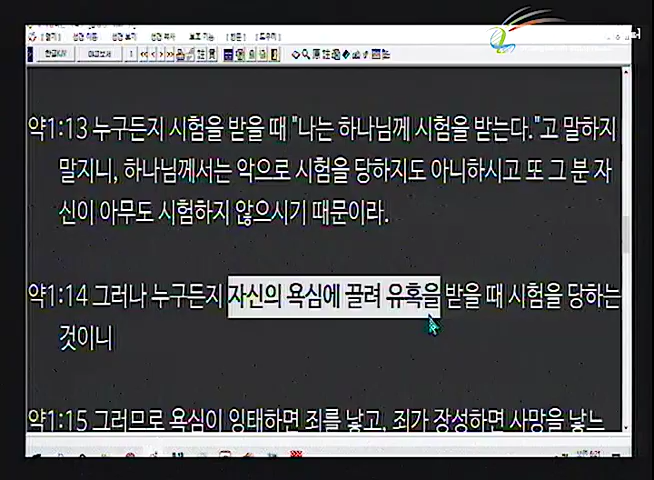 약1:13 누구든지 시험을 받을 때 "나는 하나님께 시험을 받는다."고 말하지
말지니, 하나님께서는 악으로 시험을 당하지도 아니하시고 또 그 분 자
신이 아무도 시험하지 않으시기 때문이라.
약1:14 그러나 누구든지 자신의 욕심에 끌려 유혹을 받을 때 시험을 당하는
것이니
약1:15 그러므로 욕심이 잉태하면 죄를 낳고, 죄가 장성하면 사망을 낳느